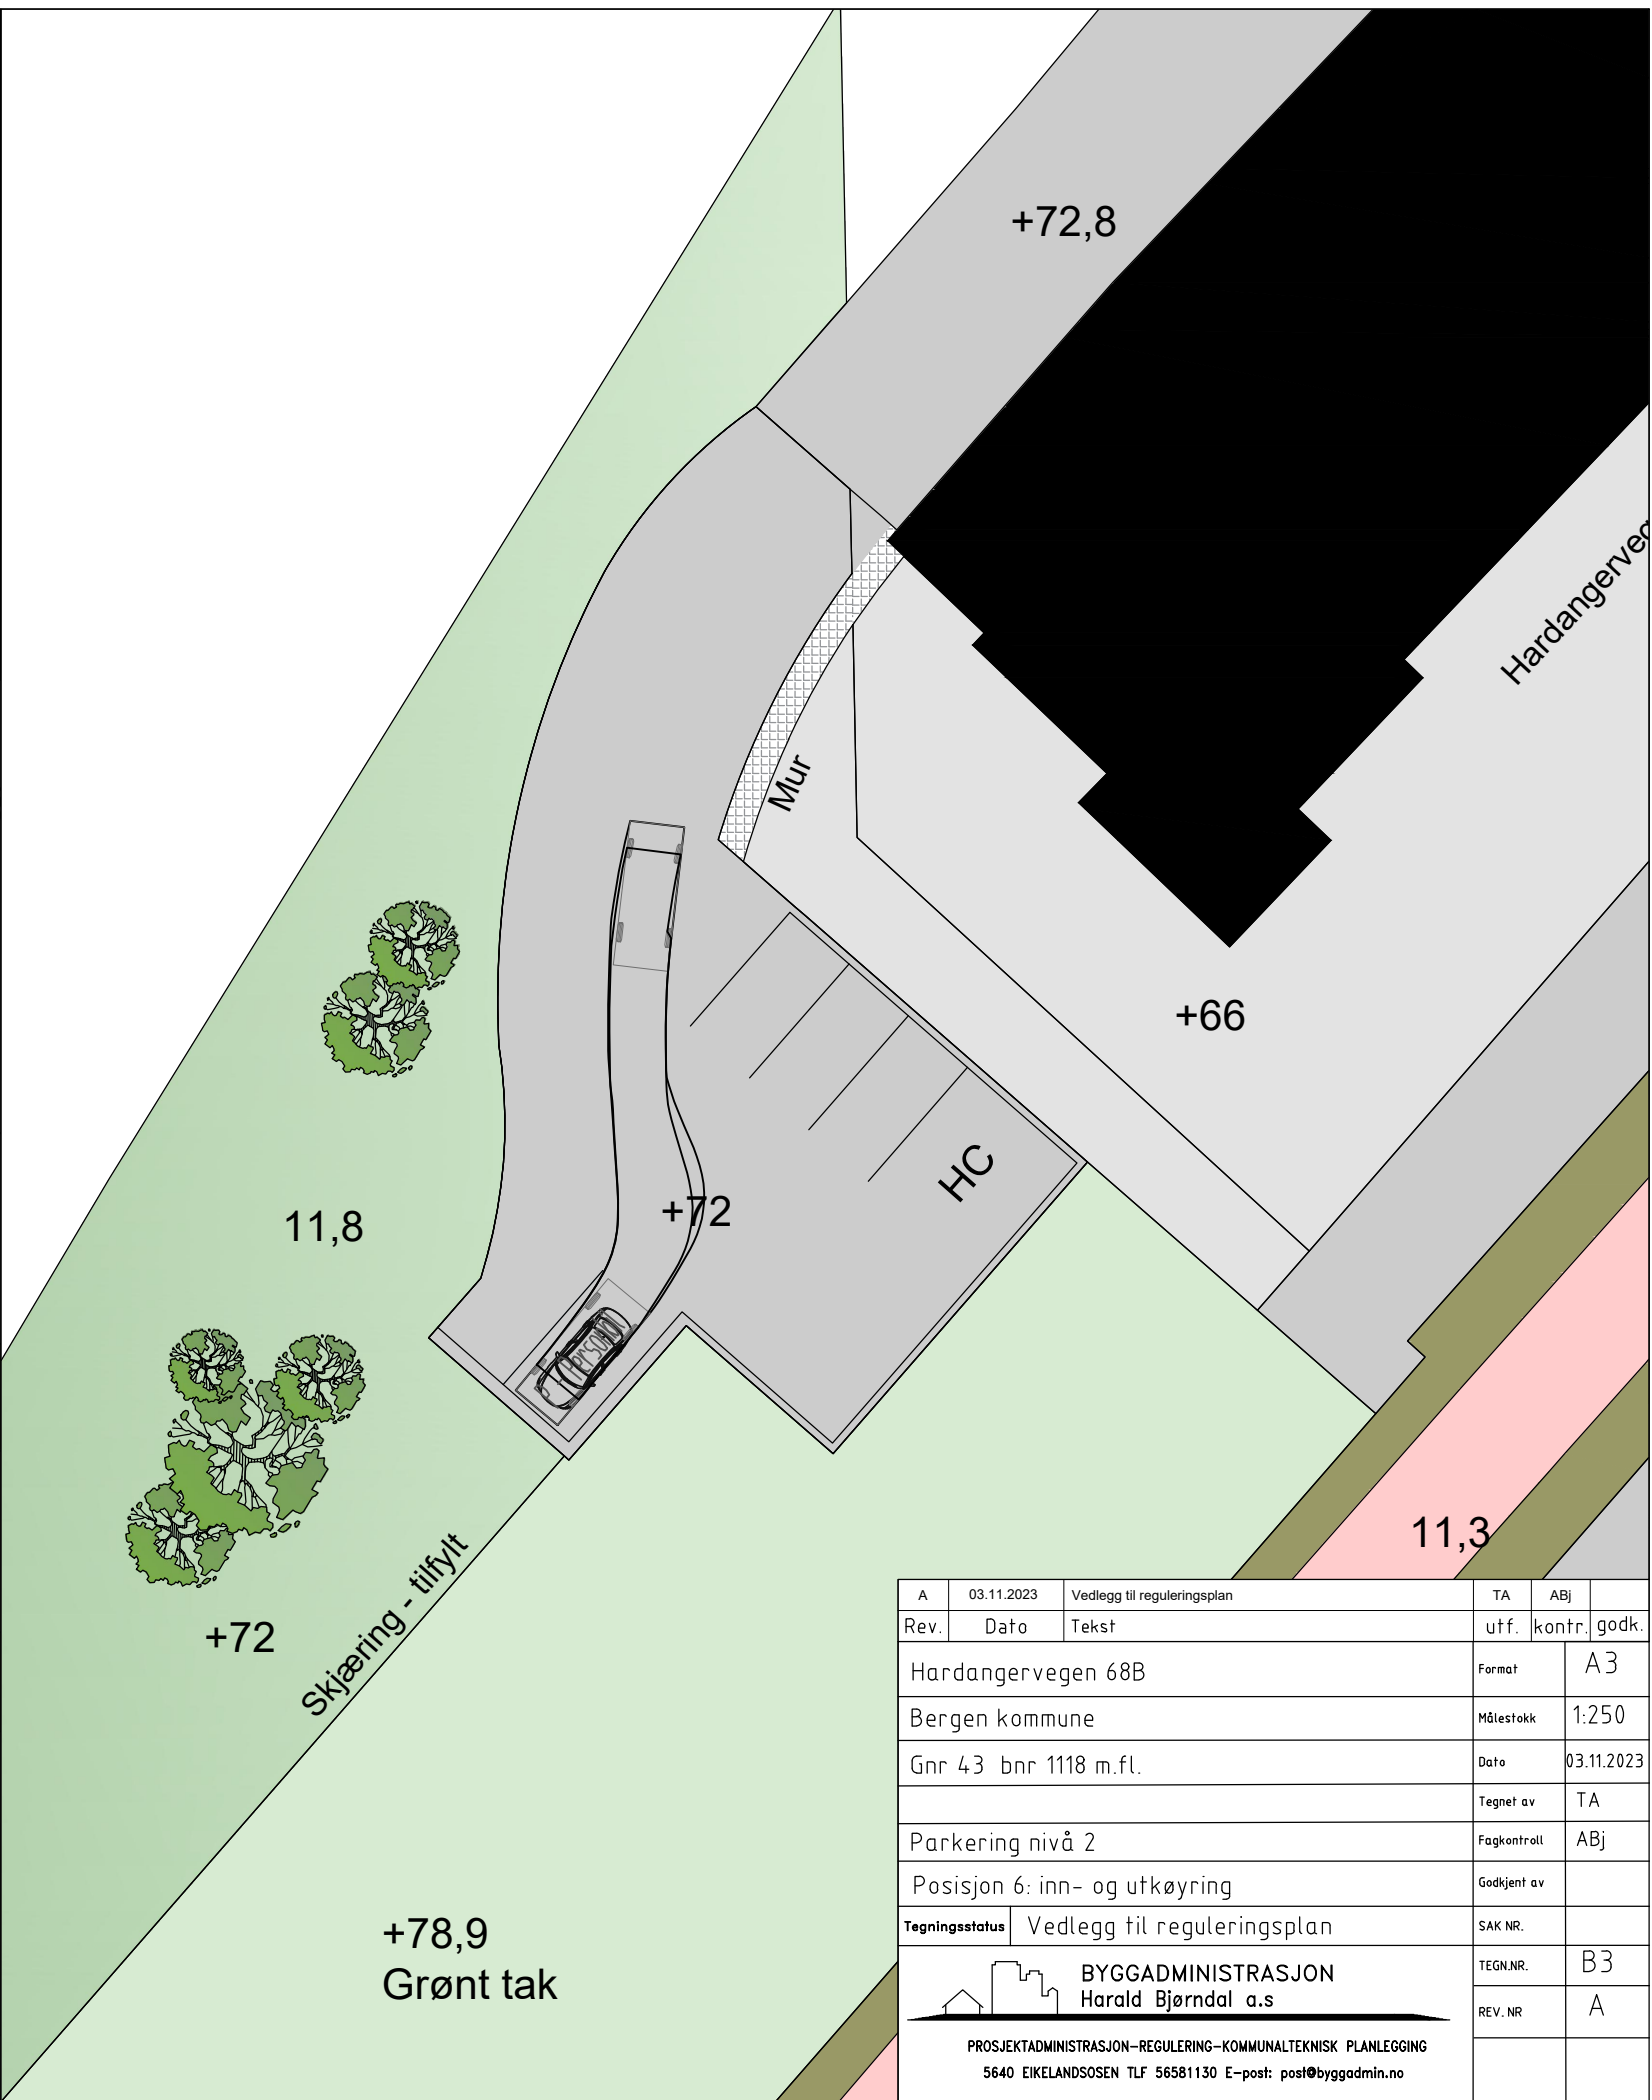 +72,8
Hardangerveg
Mur
+66
HC
+72
11,8
Personbil
11,3
Skjæring - tilfylt
+72
+78,9
Grønt tak
A 03.11.2023 Vedlegg til reguleringsplan TA ABj
Rev. Dato Tekst utf. kontr. godk.
Hardangervegen 68B Format A3
Bergen kommune Målestokk 1:250
Gnr 43 bnr 1118 m.fl. Dato 03.11.2023
Tegnet av TA
Parkering nivå 2 Fagkontroll ABj
Posisjon 6: inn- og utkøyring Godkjent av
Tegningsstatus Vedlegg til reguleringsplan SAK NR.
BYGGADMINISTRASJON TEGN.NR. B3
Harald Bjørndal a.s REV. NR A
PROSJEKTADMINISTRASJON-REGULERING-KOMMUNALTEKNISK PLANLEGGING
5640 EIKELANDSOSEN TLF 56581130 E-post: post@byggadmin.no